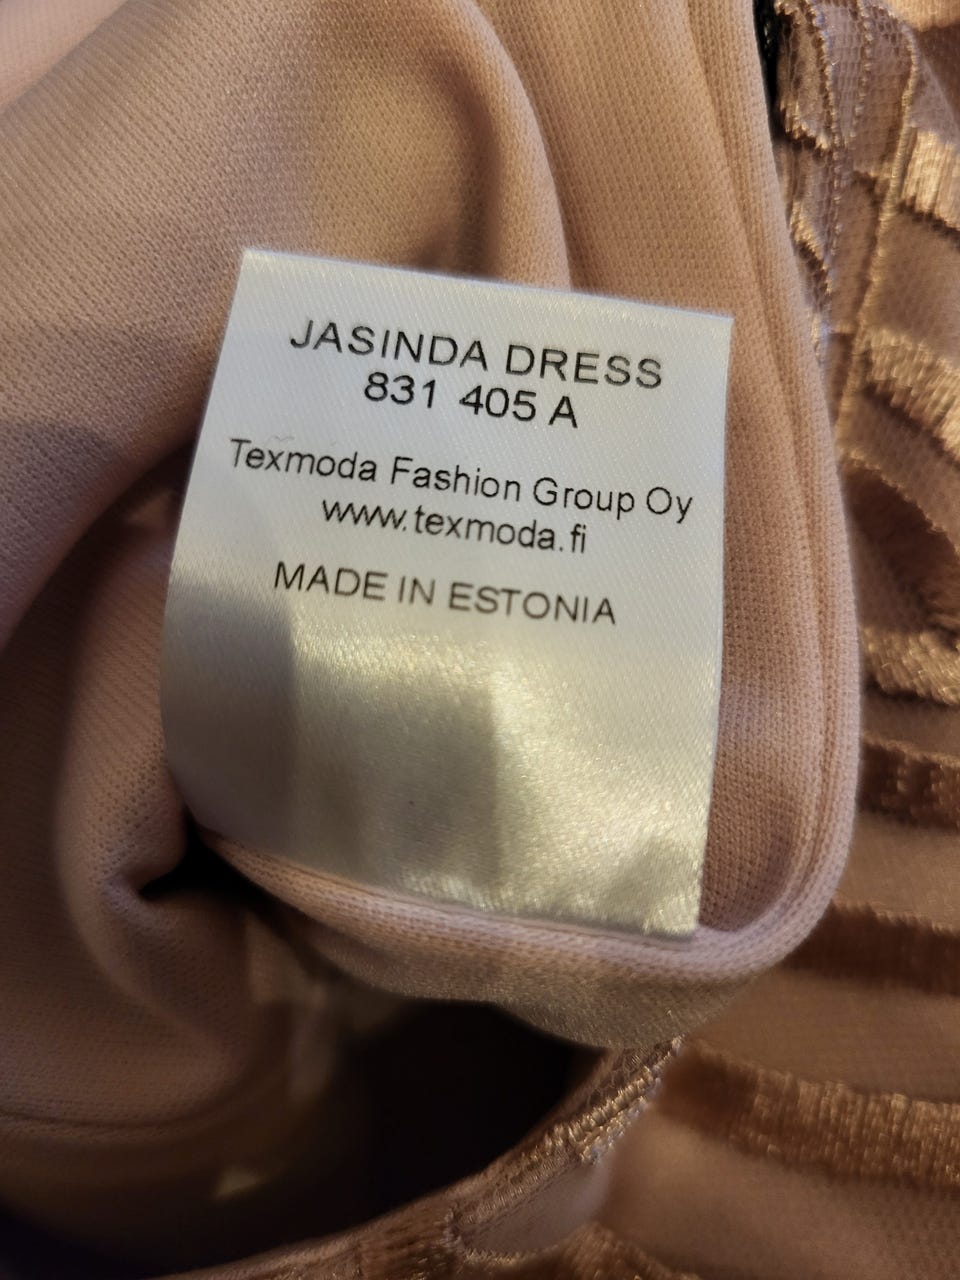 JASINDA DRESS
831 405 A
Texmoda Fashion Group Oy
www.texmoda.fi
MADE IN ESTONIA